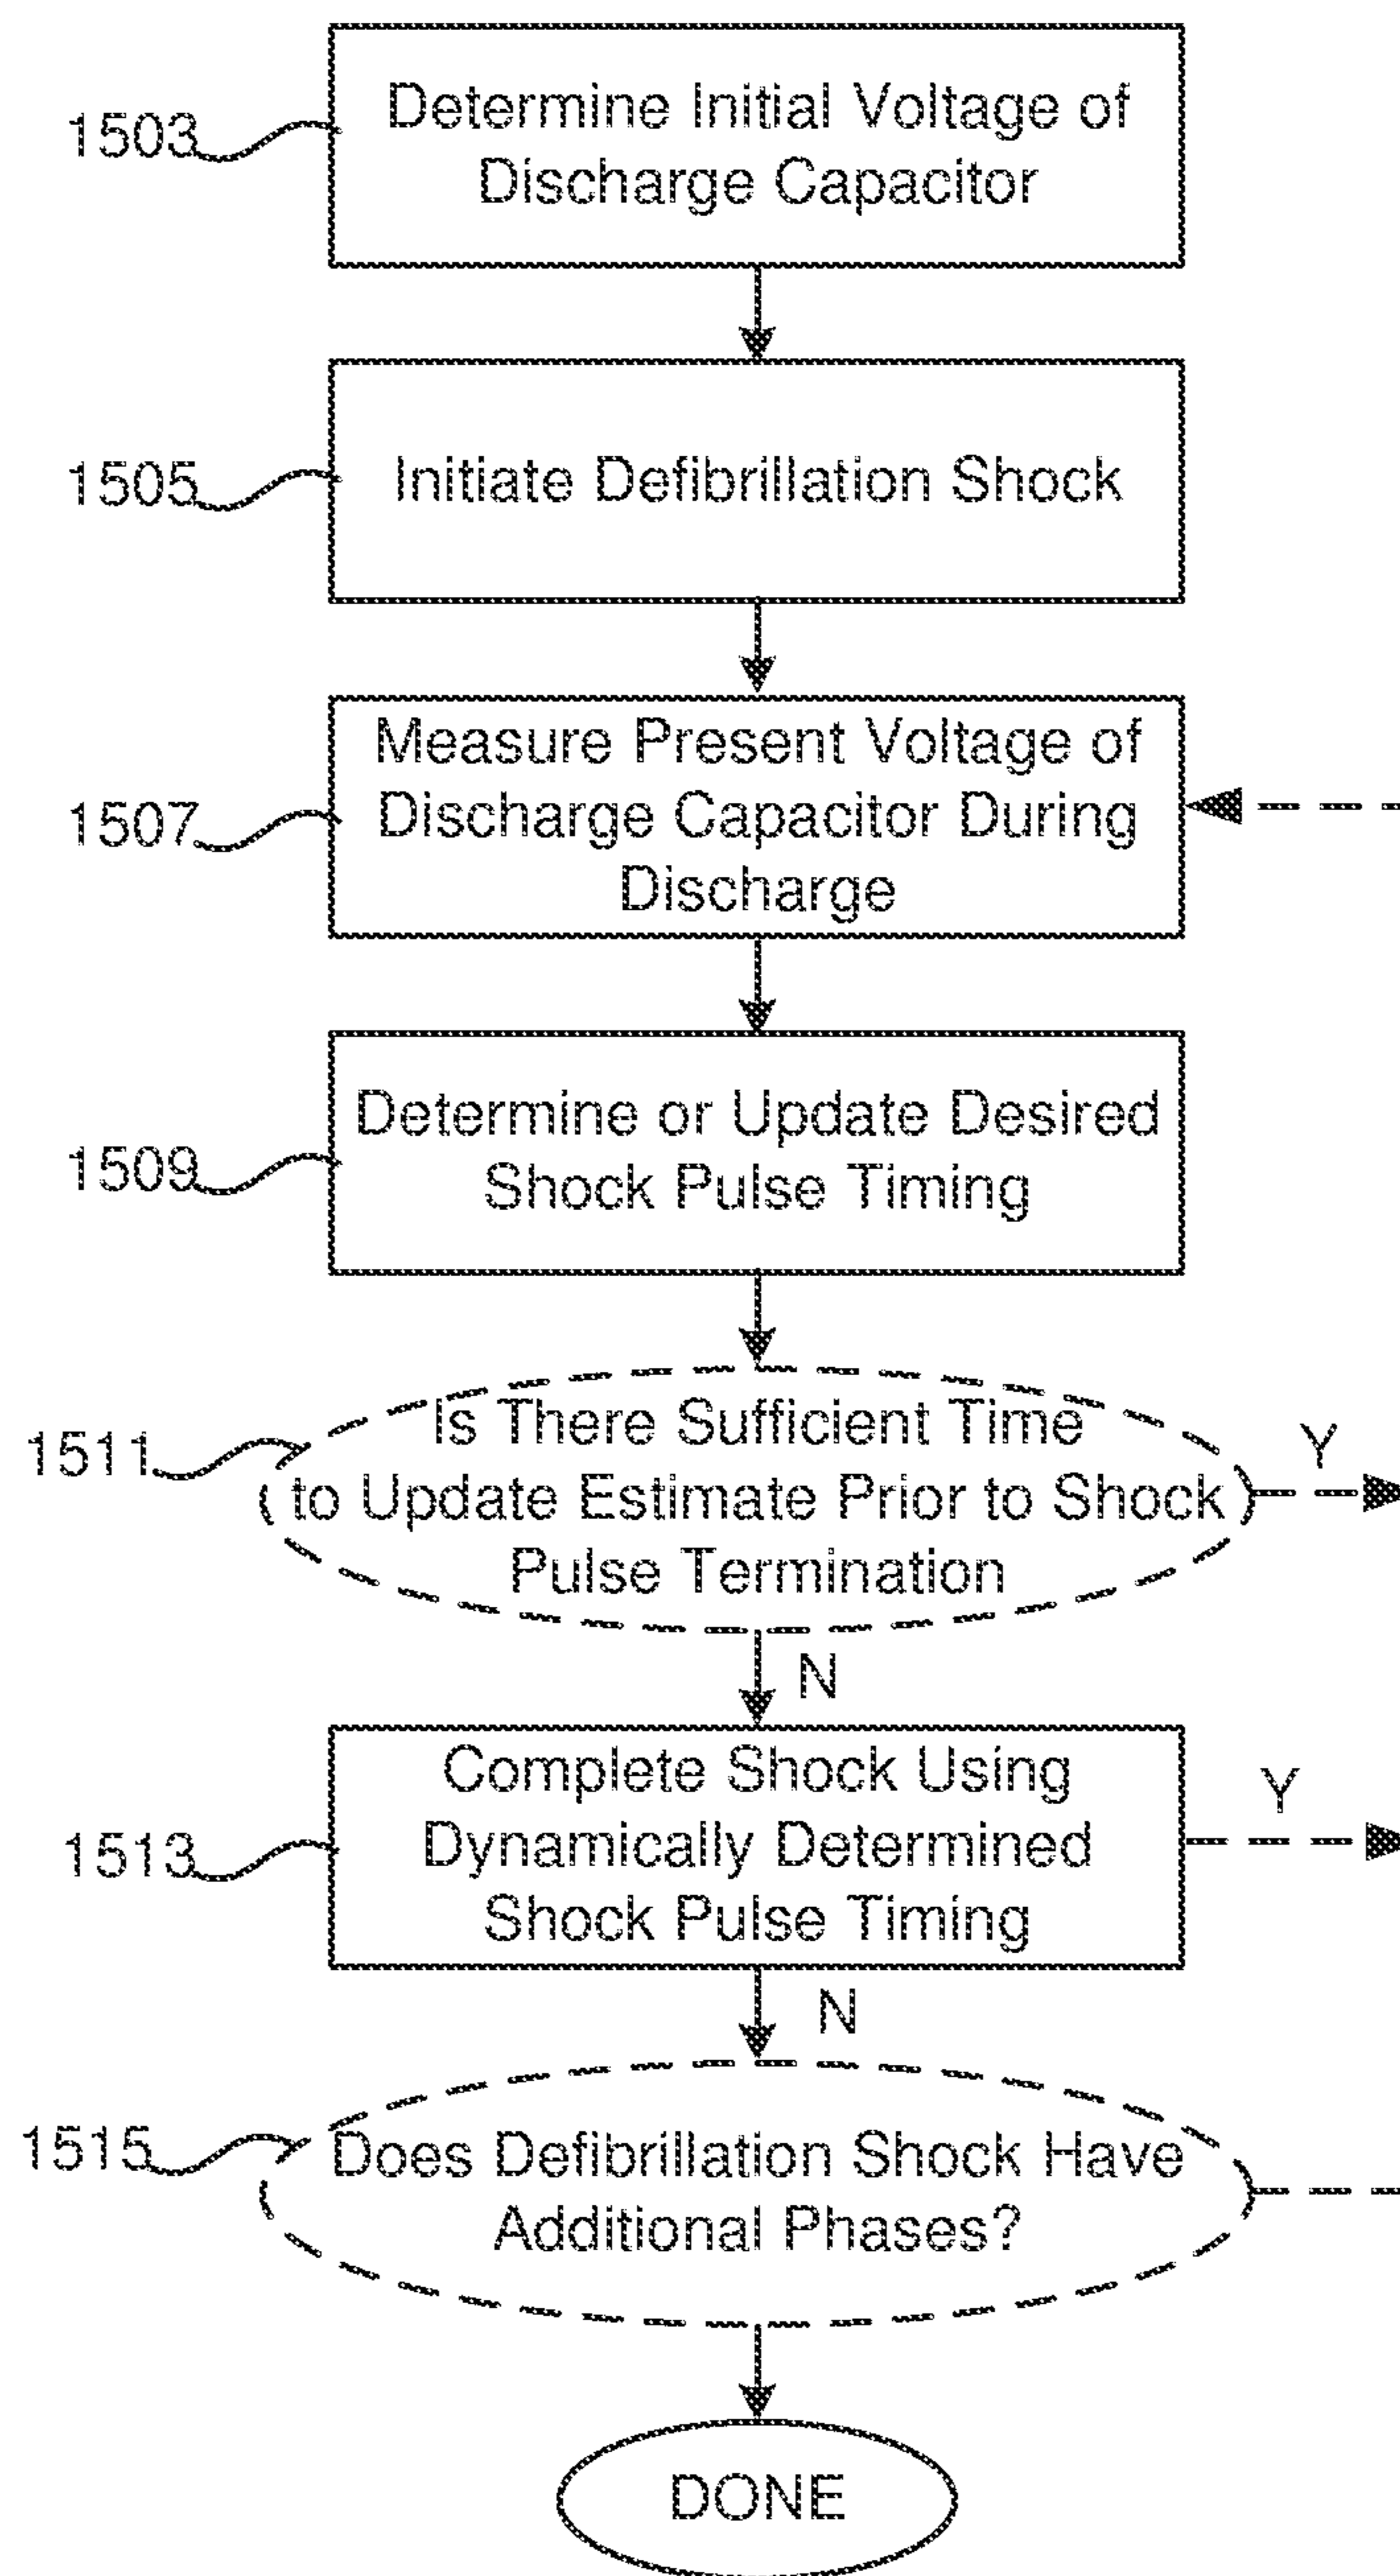 1503
Determine Initial Voltage of
Discharge Capacitor
1505
Initiate Defibrillation Shock
1507
Measure Present Voltage of
Discharge Capacitor During
Discharge
1509
Determine or Update Desired
Shock Pulse Timing
1511
Is There Sufficient Time
to Update Estimate Prior to Shock
Pulse Termination
Y
N
1513
Complete Shock Using
Dynamically Determined
Shock Pulse Timing
Y
N
1515
Does Defibrillation Shock Have
Additional Phases?
DONE